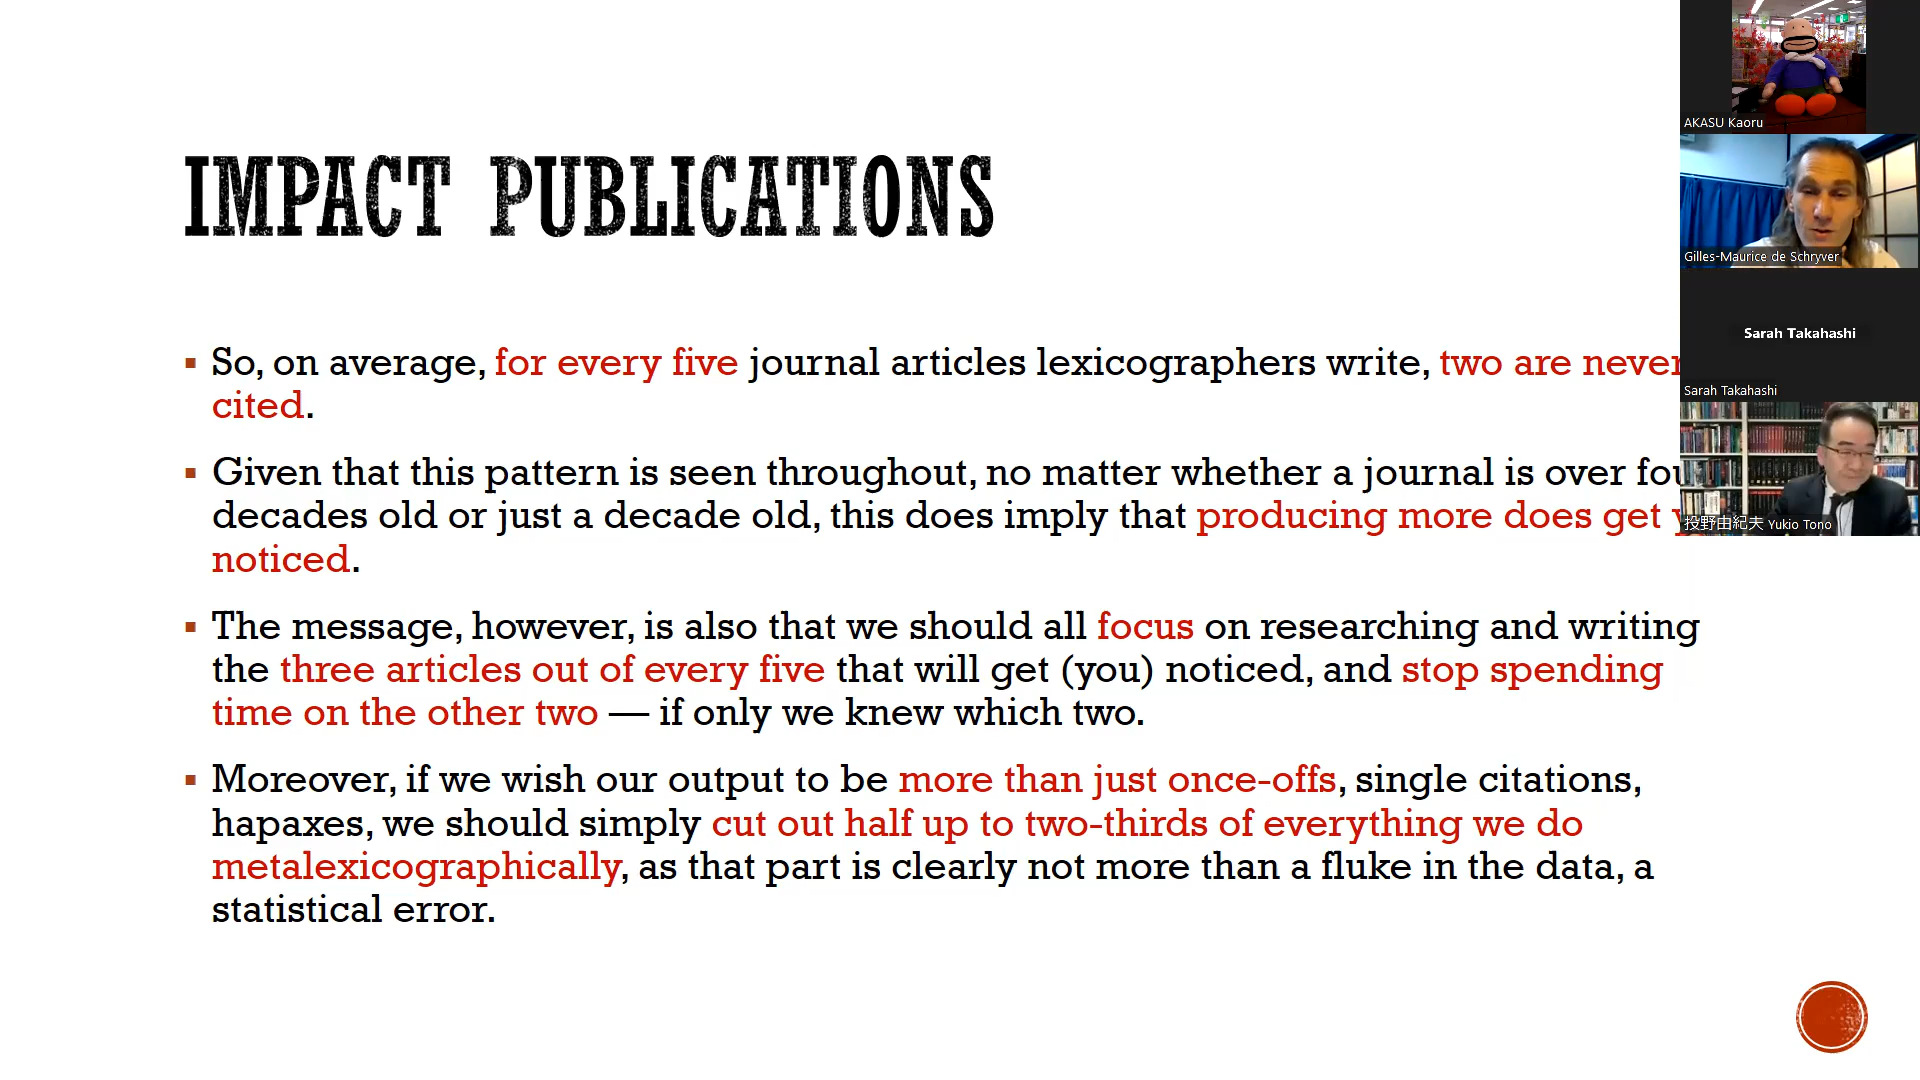 IMPACT PUBLICATIONS
So, on average, for every five journal articles lexicographers write, two are never
cited.
Given that this pattern is seen throughout, no matter whether a journal is over
decades old or just a decade old, this does imply that producing more does get
noticed.
The message, however, is also that we should all focus on researching and writing
the three articles out of every five that will get (you) noticed, and stop spending
time on the other two — if only we knew which two.
Moreover, if we wish our output to be more than just once-offs, single citations,
hapaxes, we should simply cut out half up to two-thirds of everything we do
metalexicographically, as that part is clearly not more than a fluke in the data, a
statistical error.
AKASU Kaoru
Gilles-Maurice de Schryver
Sarah Takahashi
Sarah Takahashi
投野由紀夫 Yukio Tono